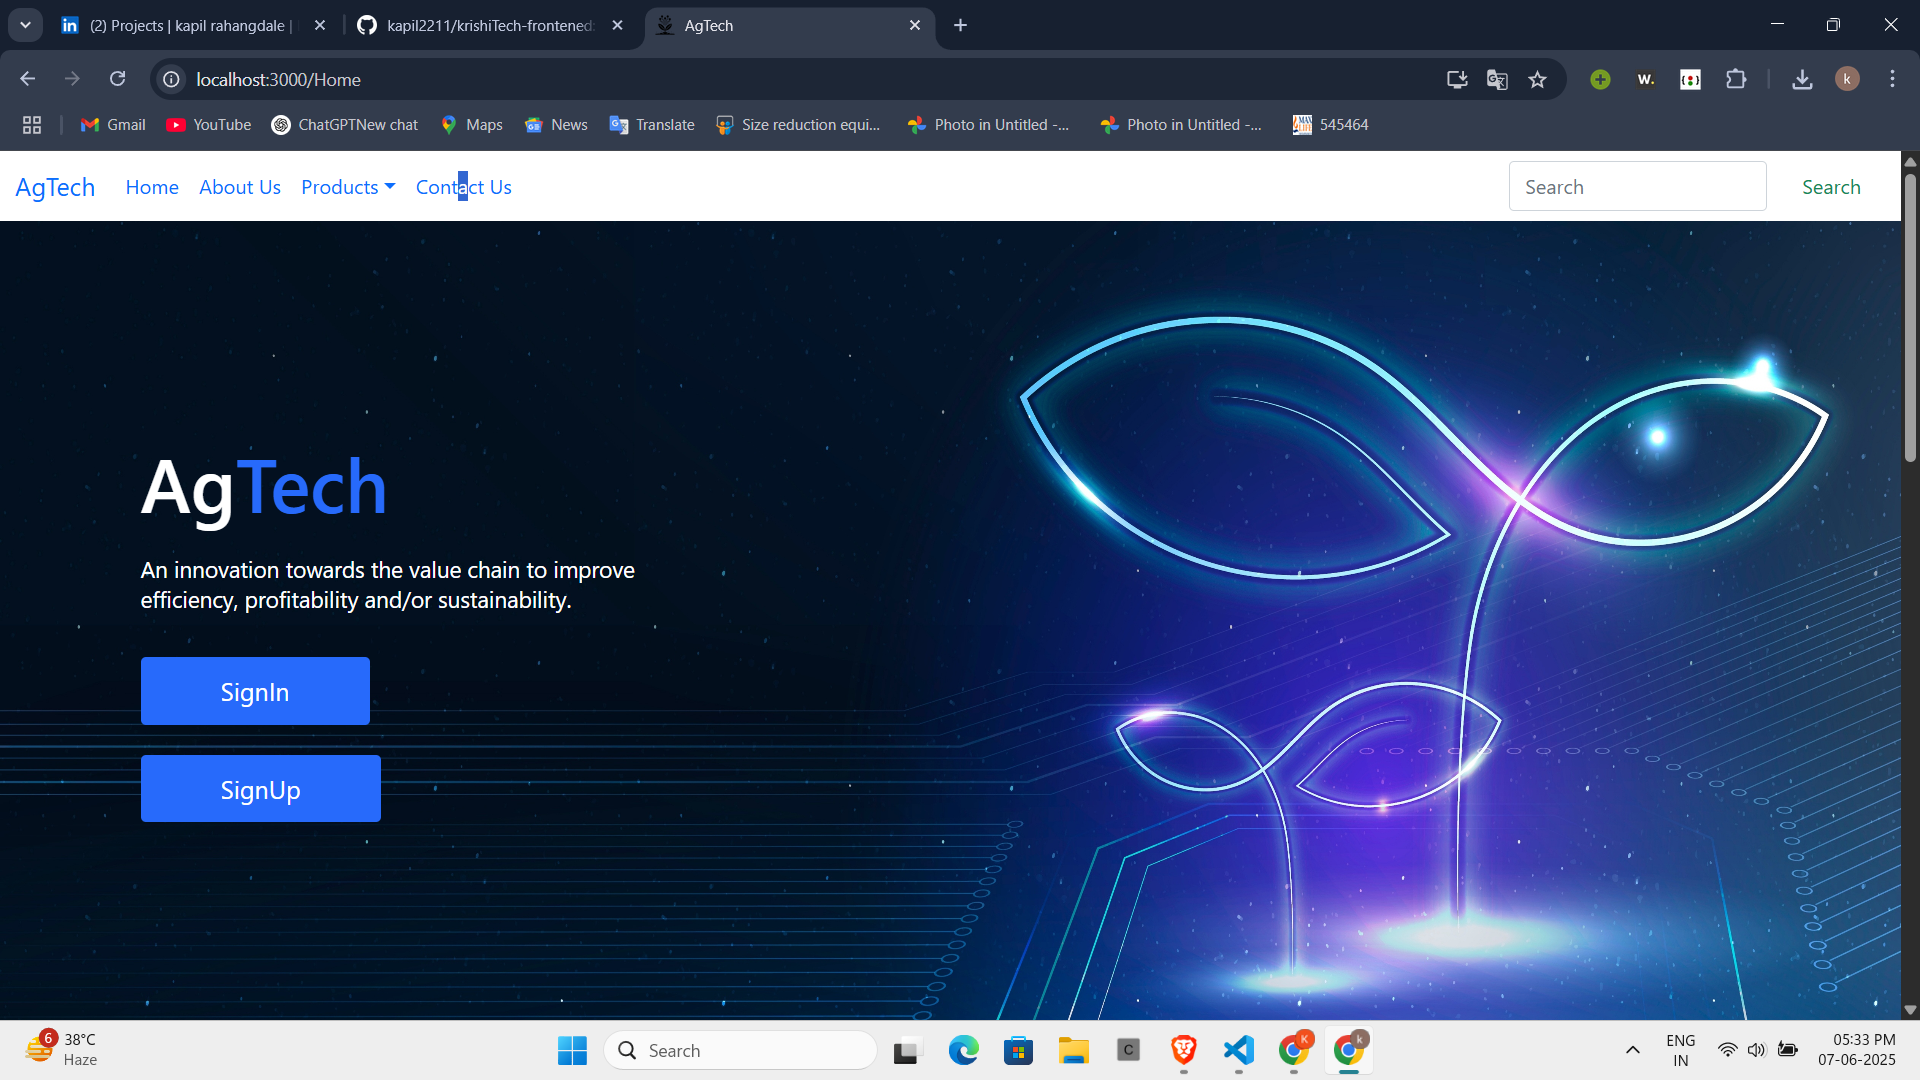 (2) Projects | kapil rahangdale |
kapil2211/krishiTech-frontened:
AgTech
localhost:3000/Home
W.
k
Gmail
YouTube
ChatGPTNew chat
Maps
News
Translate
Size reduction equi...
Photo in Untitled -...
Photo in Untitled -...
545464
AgTech
Home
About Us
Products
Contact Us
Search
Search
AgTech
An innovation towards the value chain to improve
efficiency, profitability and/or sustainability.
SignIn
SignUp
6
38°C
Haze
Search
C
K
k
ENG
IN
05:33 PM
07-06-2025